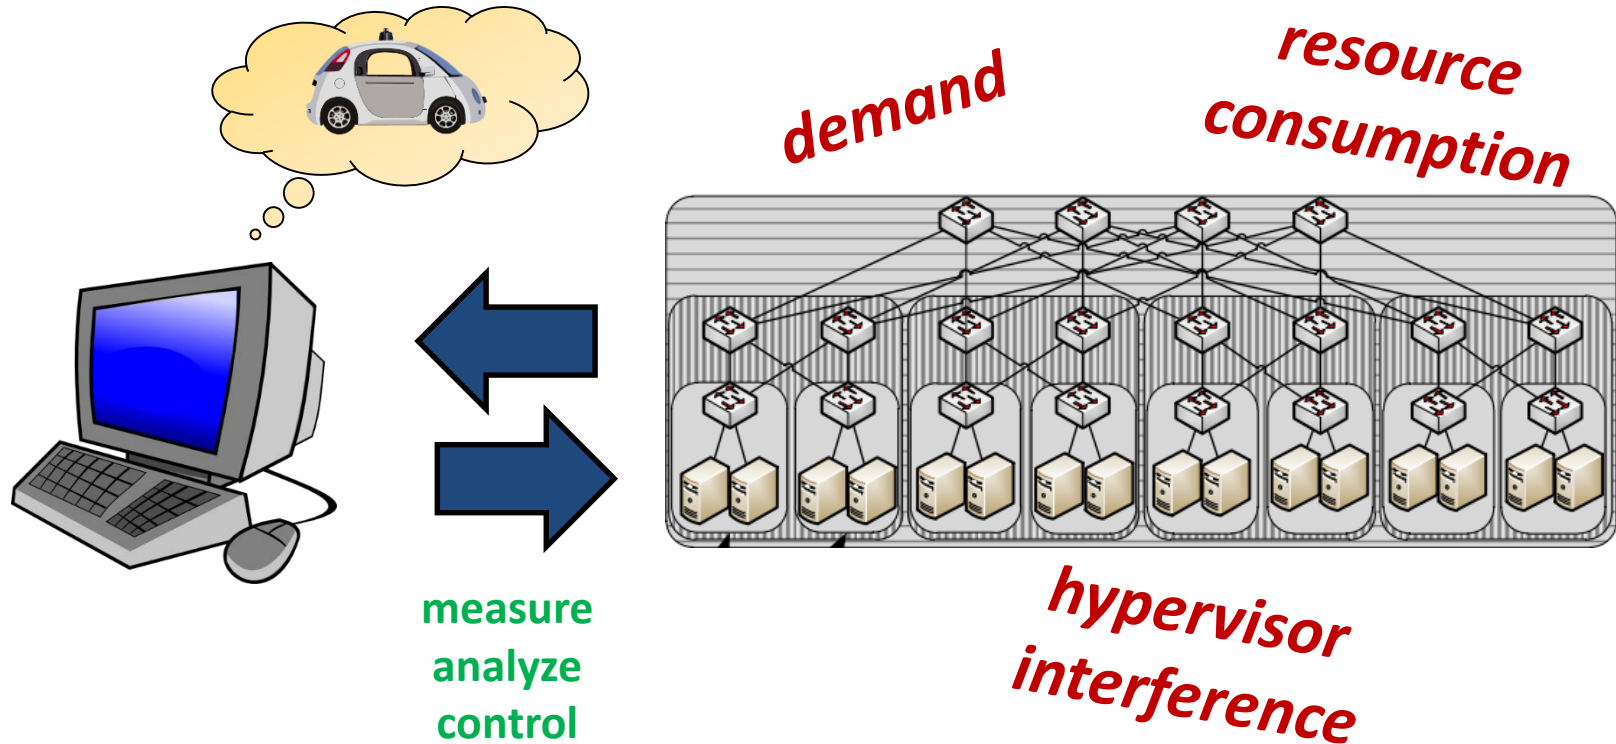 demand
resource
consumption
measure
analyze
control
hypervisor
interference